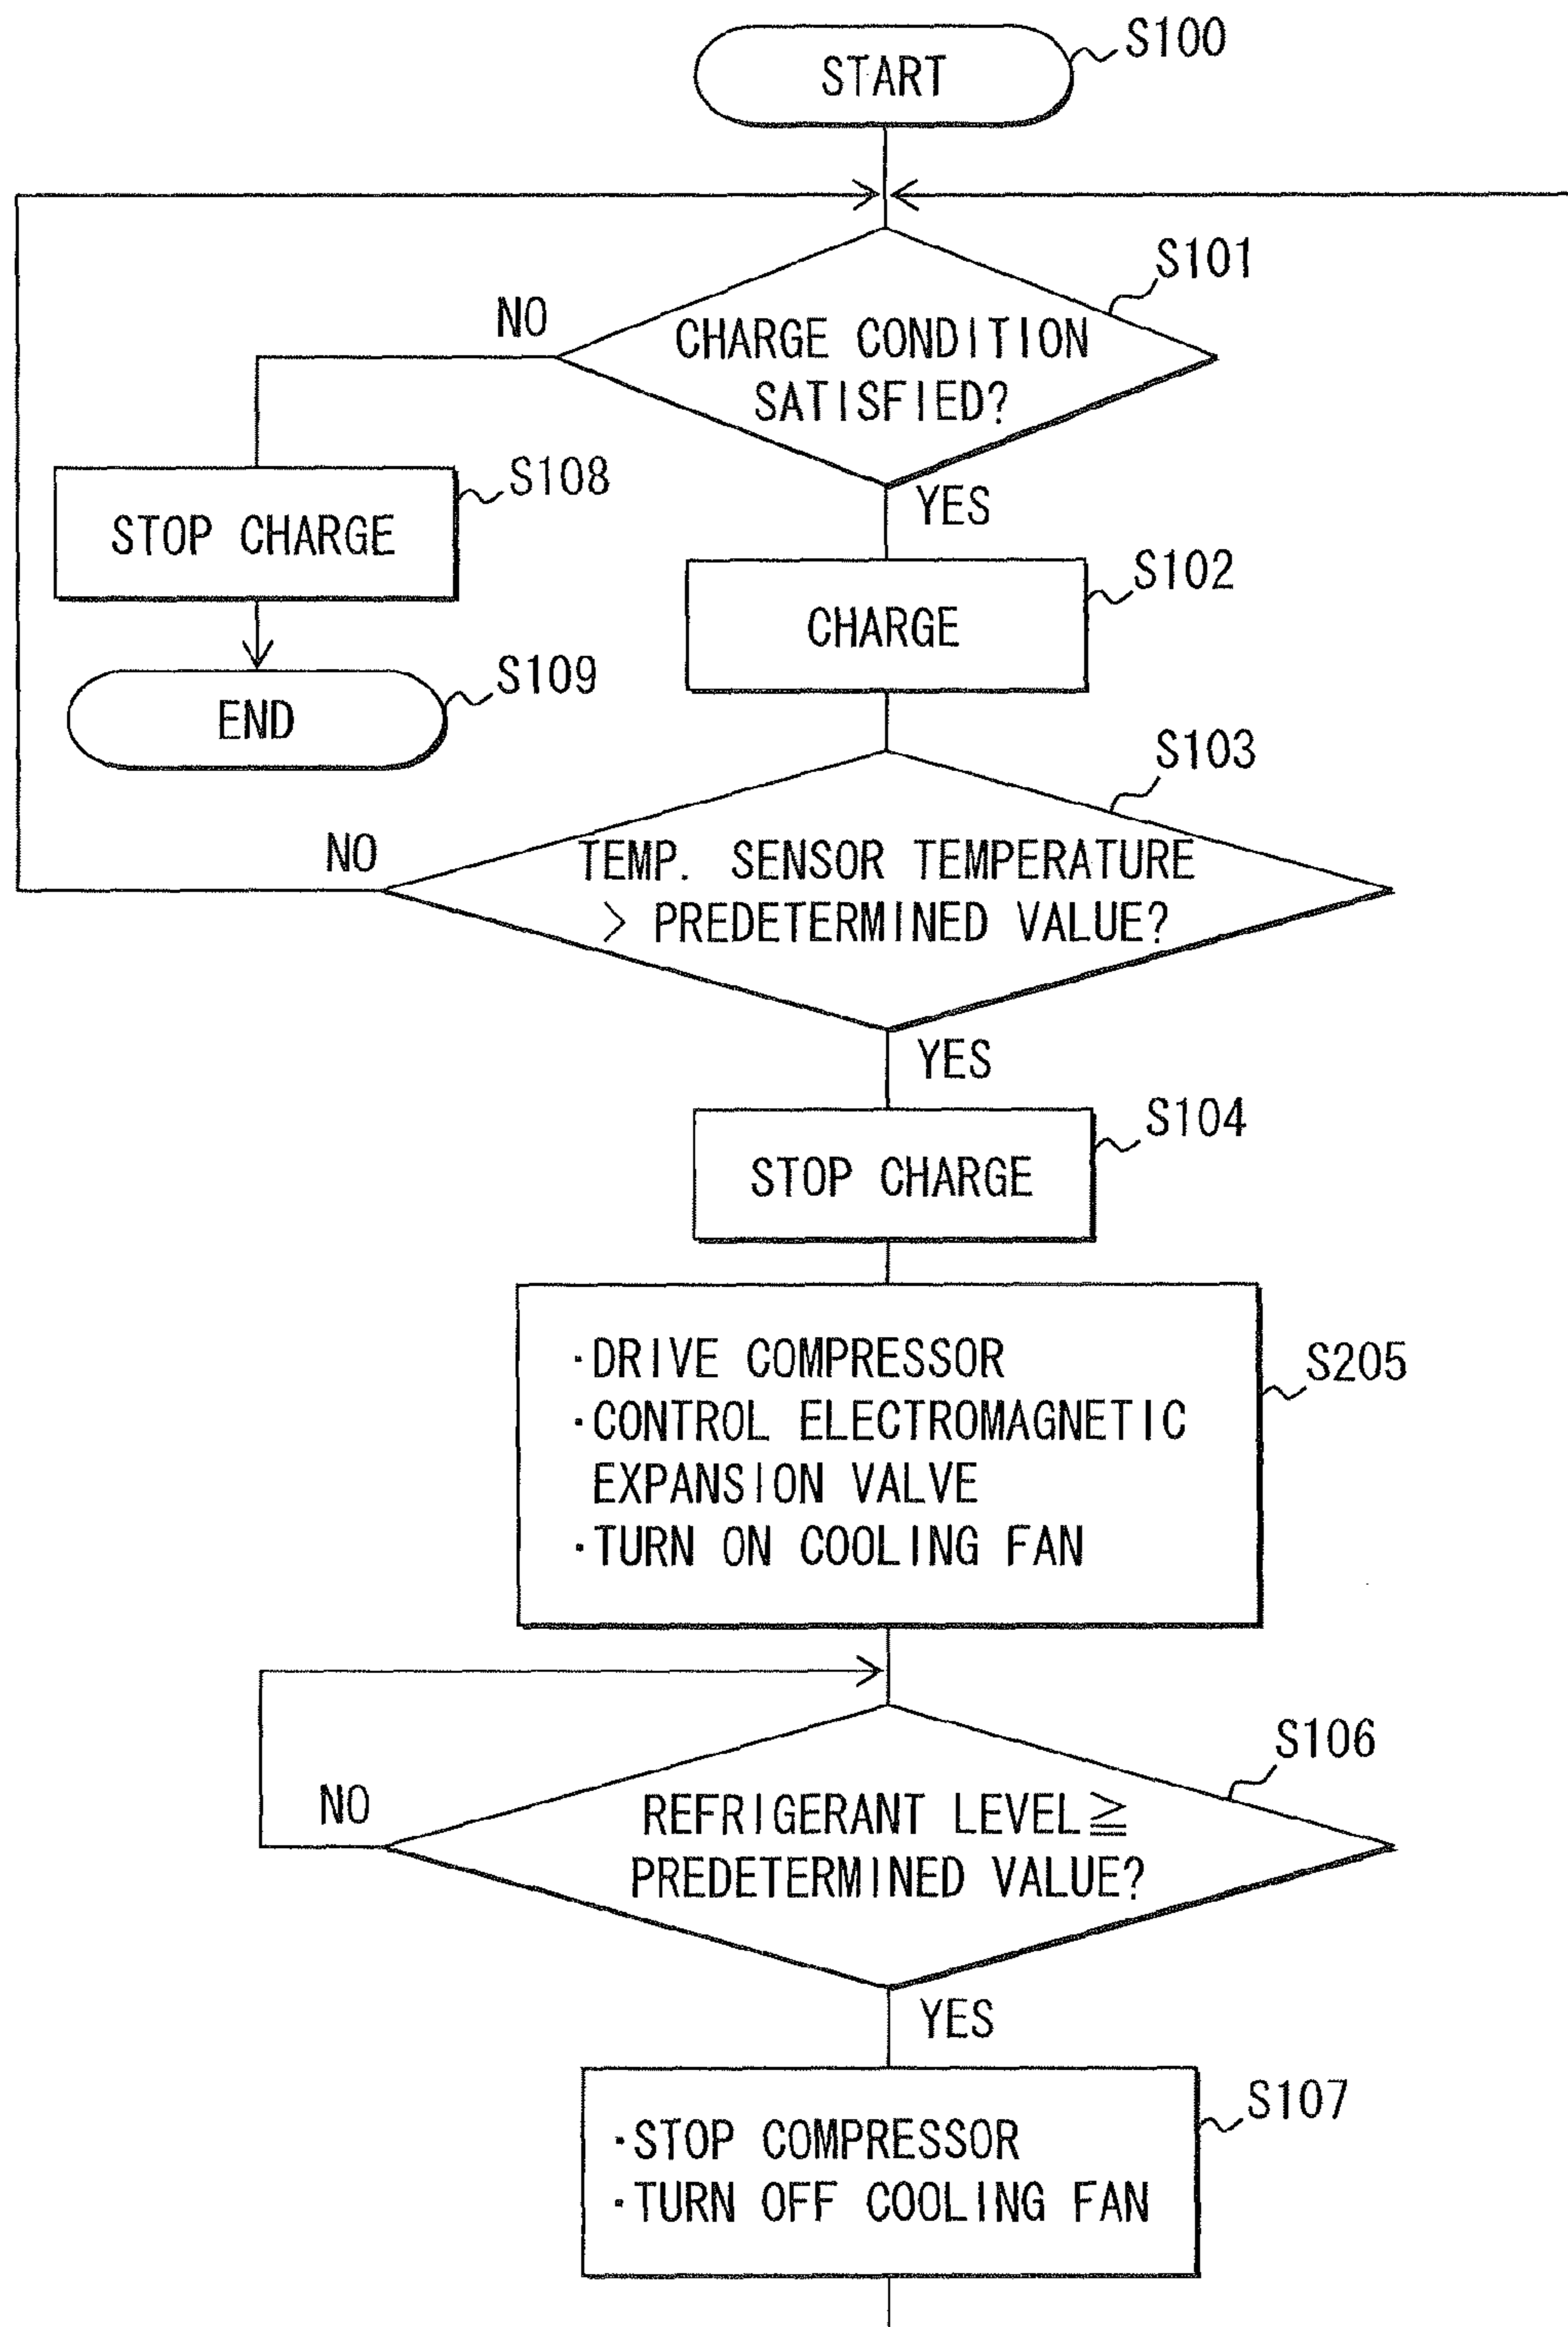 START
S100
S101
NO
CHARGE CONDITION
SATISFIED?
S108
YES
STOP CHARGE
S102
CHARGE
S109
END
S103
NO
TEMP. SENSOR TEMPERATURE
> PREDETERMINED VALUE?
YES
S104
STOP CHARGE
S205
·DRIVE COMPRESSOR
·CONTROL ELECTROMAGNETIC
EXPANSION VALVE
·TURN ON COOLING FAN
S106
NO
REFRIGERANT LEVEL≧
PREDETERMINED VALUE?
YES
S107
·STOP COMPRESSOR
·TURN OFF COOLING FAN